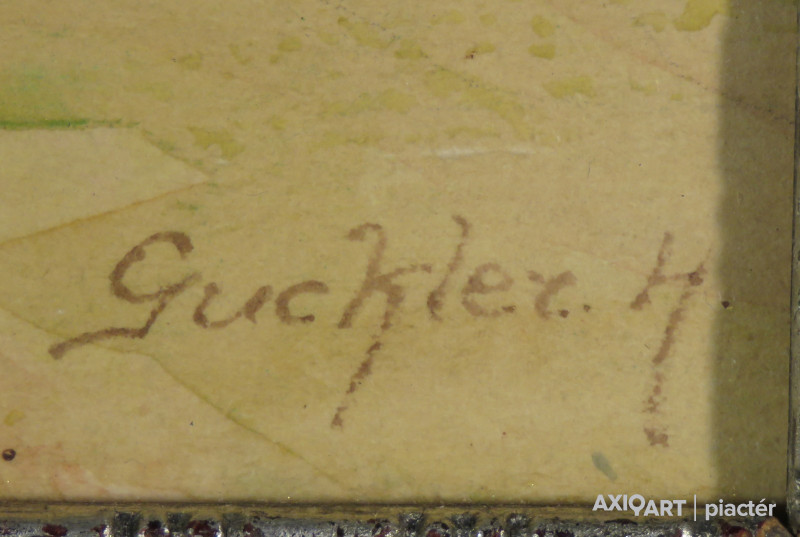 Guckler. H
AXIOART | piactér